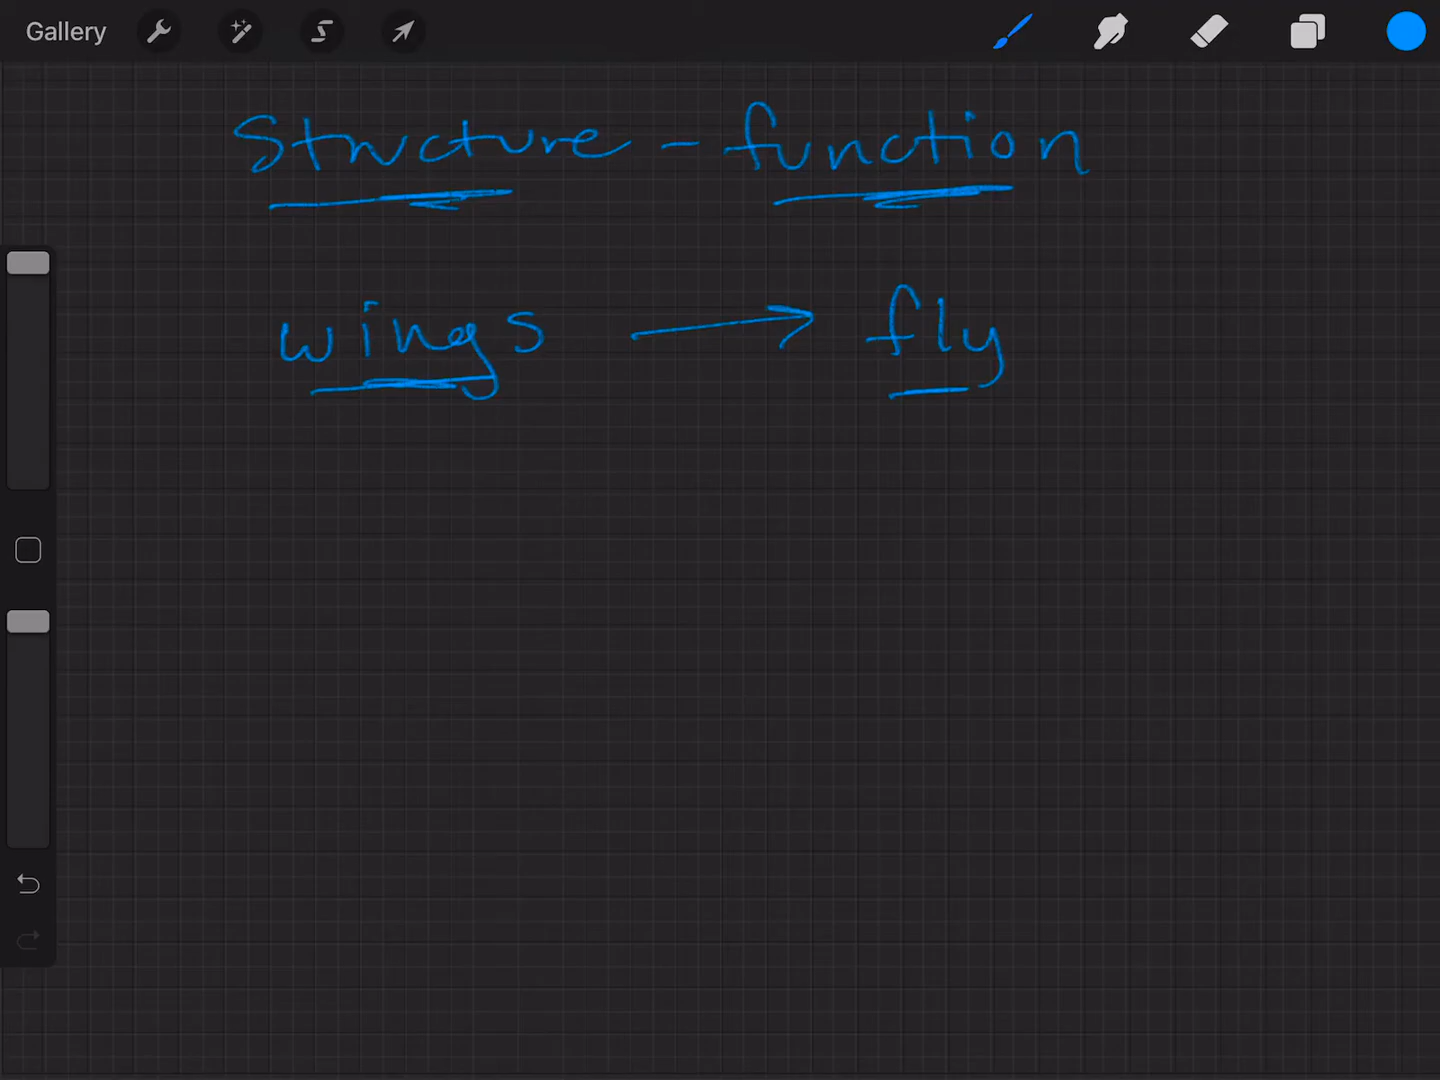 Gallery
Structure - function
wings → fly